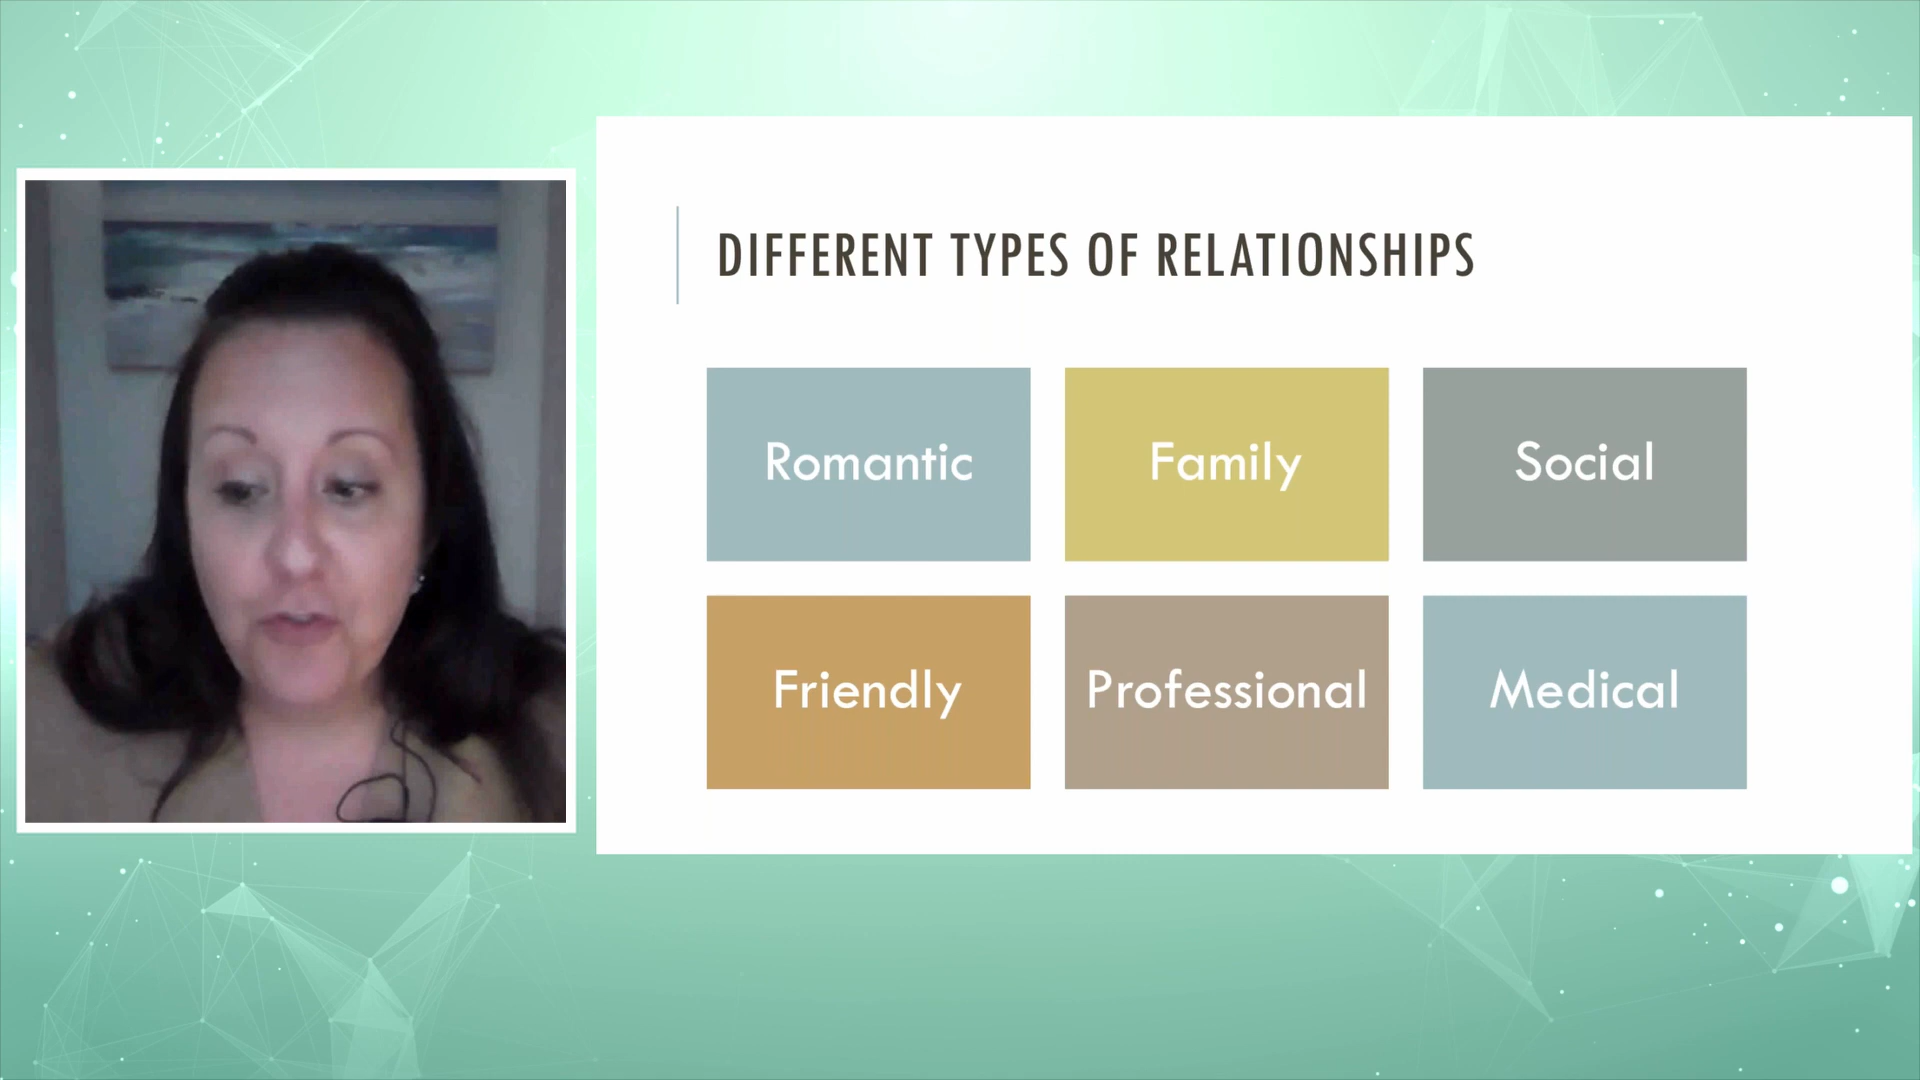 DIFFERENT TYPES OF RELATIONSHIPS
Romantic
Family
Social
Friendly
Professional
Medical